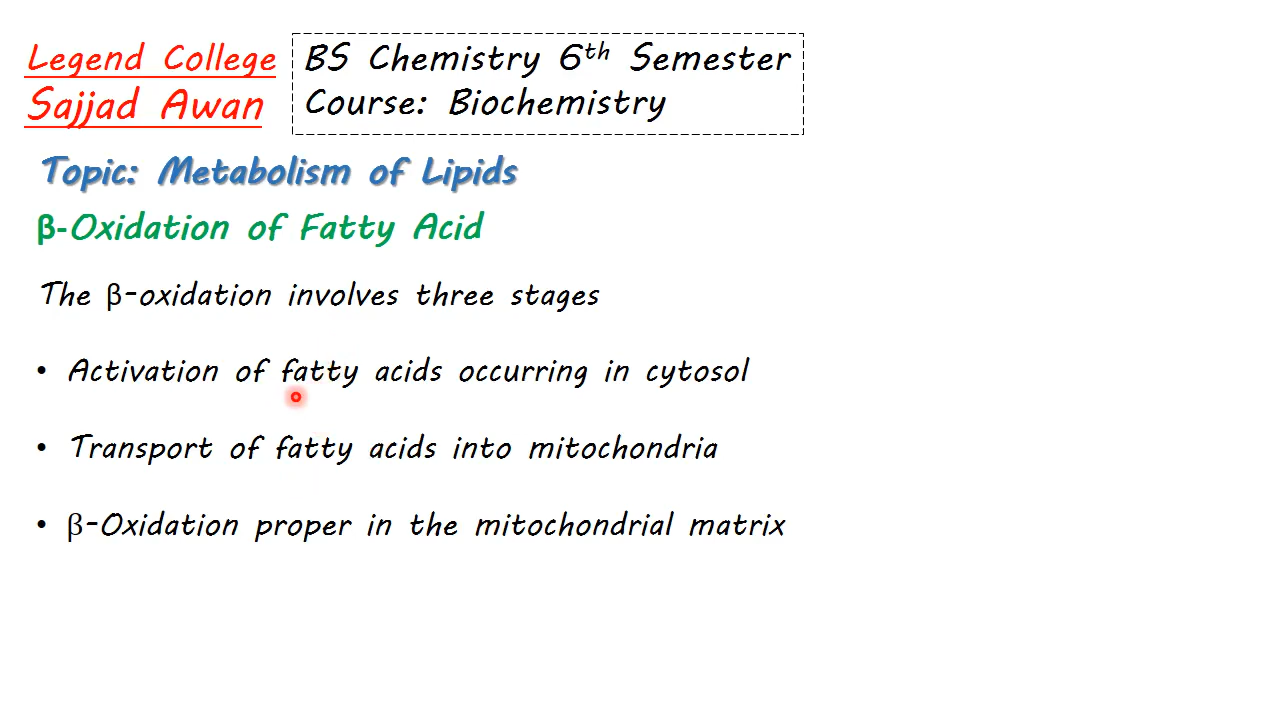 Legend College
Sajjad Awan
BS Chemistry 6th Semester
Course: Biochemistry
Topic: Metabolism of Lipids
β-Oxidation of Fatty Acid
The β-oxidation involves three stages
• Activation of fatty acids occurring in cytosol
• Transport of fatty acids into mitochondria
• β-Oxidation proper in the mitochondrial matrix